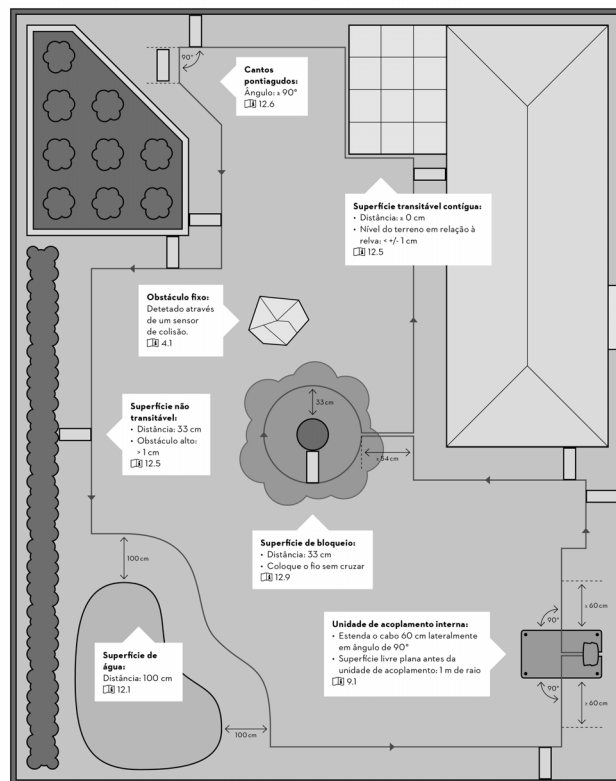 90°
Cantos
pontiagudos:
Ângulo: ≥ 90°
12.6
Superfície transitável contígua:
• Distância: ≥ 0 cm
• Nível do terreno em relação à
relva: < +/- 1 cm
12.5
Obstáculo fixo:
Detetado através
de um sensor
de colisão.
4.1
33 cm
Superfície não
transitável:
• Distância: 33 cm
• Obstáculo alto:
> 1 cm
12.5
≥ 54 cm
Superfície de bloqueio:
• Distância: 33 cm
• Coloque o fio sem cruzar
12.9
100 cm
≥ 60 cm
90°
Unidade de acoplamento interna:
• Estenda o cabo 60 cm lateralmente
em ângulo de 90°
• Superfície livre plana antes da
unidade de acoplamento: 1 m de raio
9.1
Superfície de
água:
Distância: 100 cm
12.1
90°
≥ 60 cm
100 cm